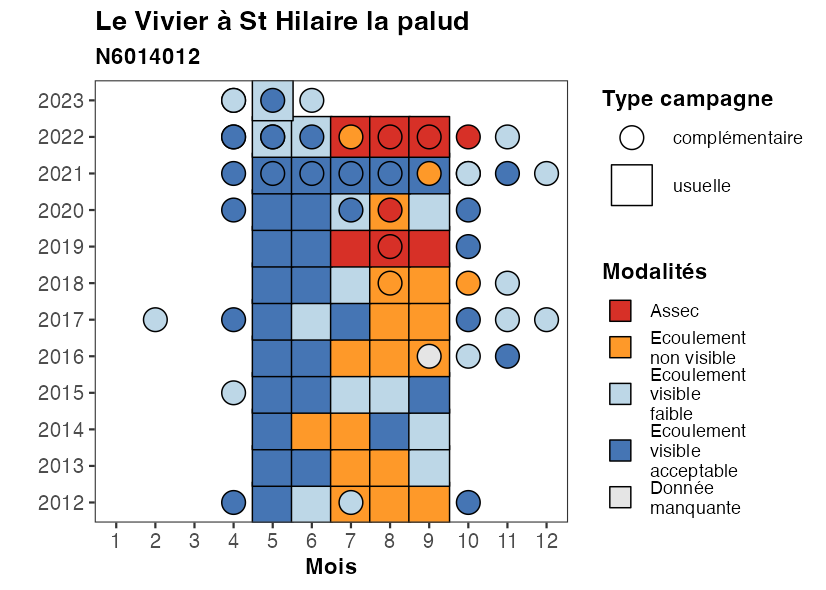 Le Vivier à St Hilaire la palud
N6014012
2023
2022
2021
2020
2019
2018
2017
2016
2015
2014
2013
2012
1 2 3 4 5 6 7 8 9 10 11 12
Mois
Type campagne
complémentaire
usuelle
Modalités
Assec
Ecoulement
non visible
Ecoulement
visible
faible
Ecoulement
visible
acceptable
Donnée
manquante